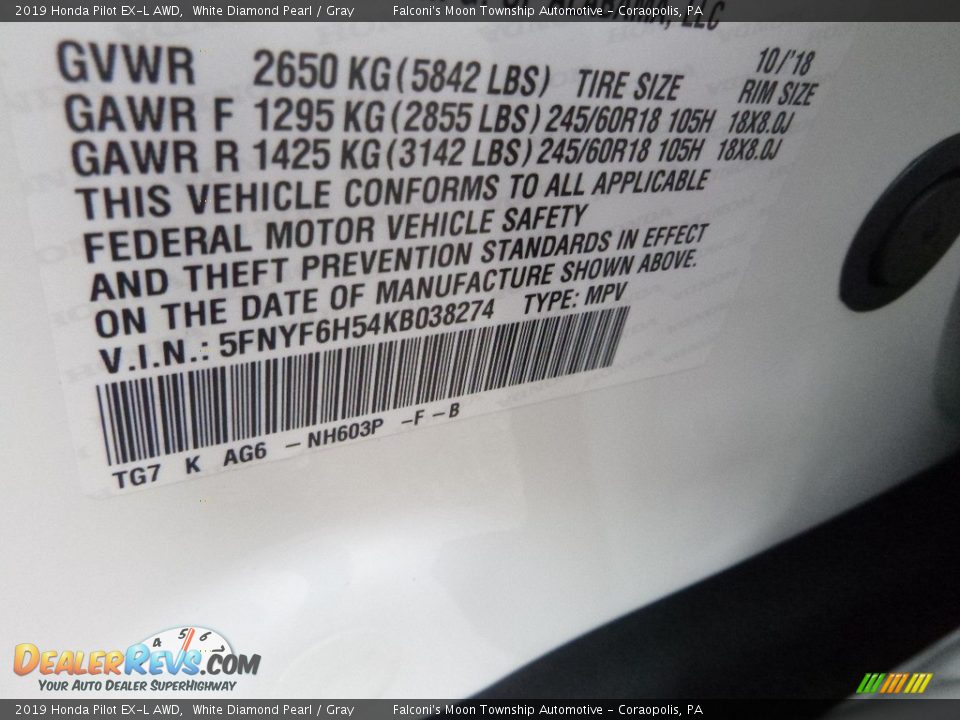 2019 Honda Pilot EX-L AWD, White Diamond Pearl / Gray Falconi's Moon Township Automotive - Coraopolis, PA
ALABAMA, LLC
10/'18
GVWR 2650 KG (5842 LBS) TIRE SIZE RIM SIZE
GAWR F 1295 KG (2855 LBS) 245/60R18 105H 18X8.0J
GAWR R 1425 KG (3142 LBS) 245/60R18 105H 18X8.0J
THIS VEHICLE CONFORMS TO ALL APPLICABLE
FEDERAL MOTOR VEHICLE SAFETY
AND THEFT PREVENTION STANDARDS IN EFFECT
ON THE DATE OF MANUFACTURE SHOWN ABOVE.
V.I.N.: 5FNYF6H54KB038274 TYPE: MPV
TG7 K AG6 - NH603P - F - B
4 5 6
DealerRevs.com
Your Auto Dealer SuperHighway
2019 Honda Pilot EX-L AWD, White Diamond Pearl / Gray Falconi's Moon Township Automotive - Coraopolis, PA